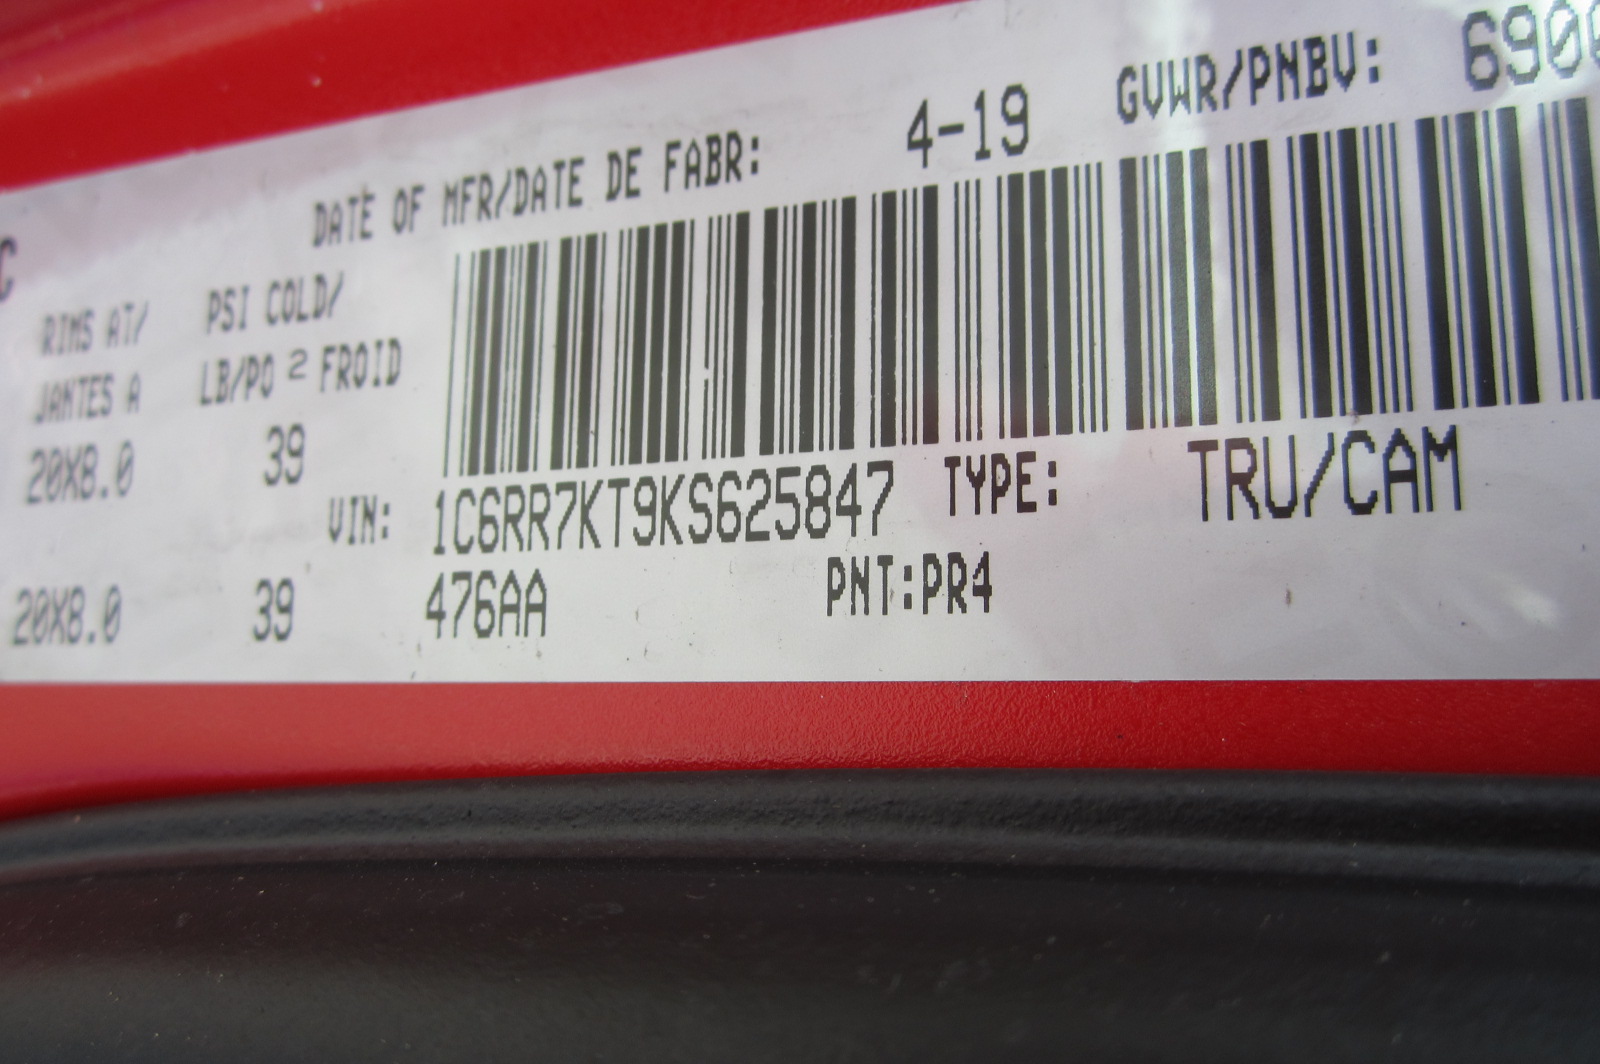 DATE OF MFR/DATE DE FABR: 4-19 GVWR/PNBV: 690
C
RIMS AT/ PSI COLD/
JANTES A LB/PO 2 FROID
20X8.0 39
VIN: 1C6RR7KT9KS625847 TYPE: TRU/CAM
20X8.0 39 476AA PNT:PR4